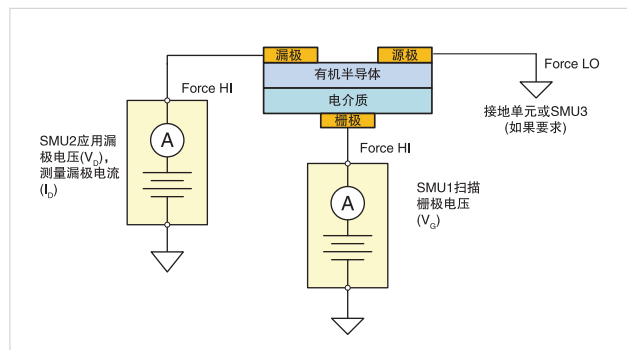 漏极
源极
Force LO
有机半导体
Force HI
电介质
接地单元或SMU3
(如果要求)
栅极
Force HI
A
SMU2应用漏
极电压(V_D),
测量漏极电流
(I_D)
A
SMU1扫描
栅极电压
(V_G)